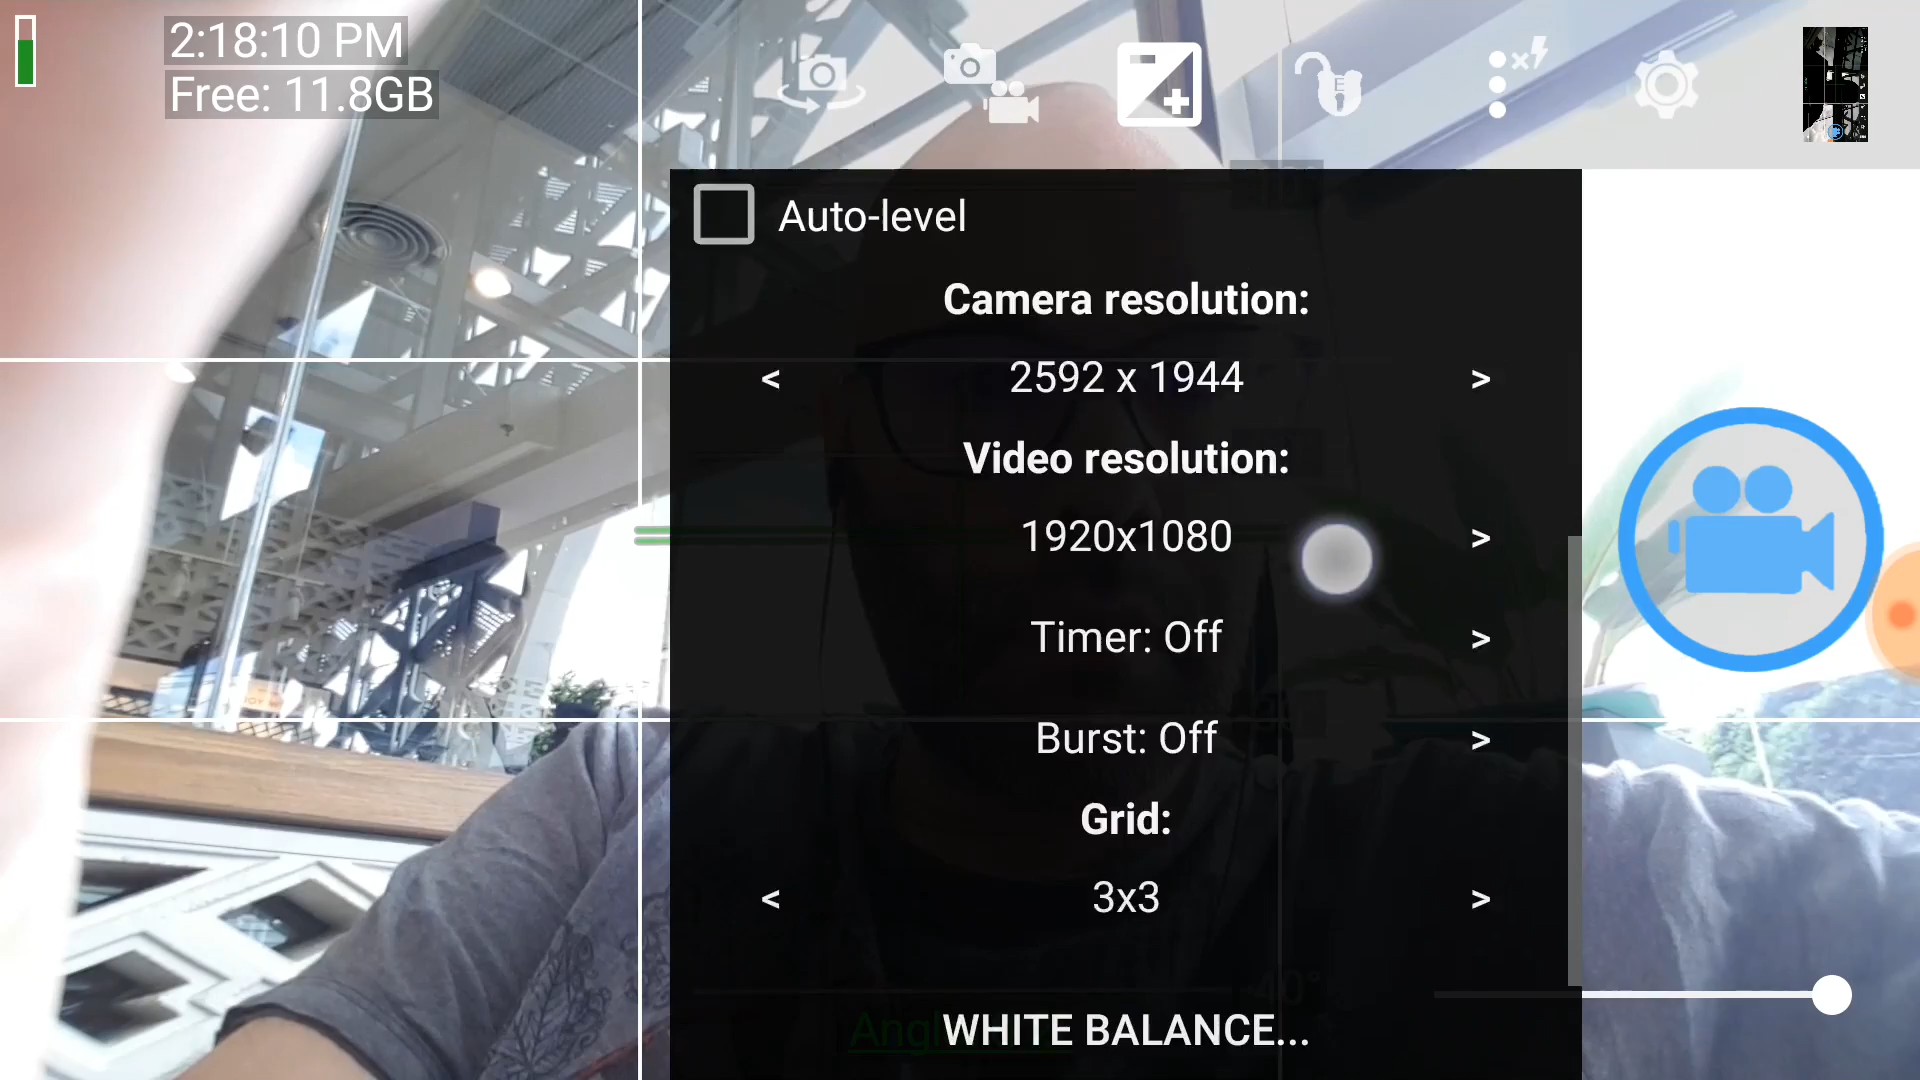 2:18:10 PM
Free: 11.8GB
Auto-level
Camera resolution:
< 2592 x 1944 >
Video resolution:
1920x1080 >
Timer: Off >
Burst: Off >
Grid:
< 3x3 >
WHITE BALANCE...